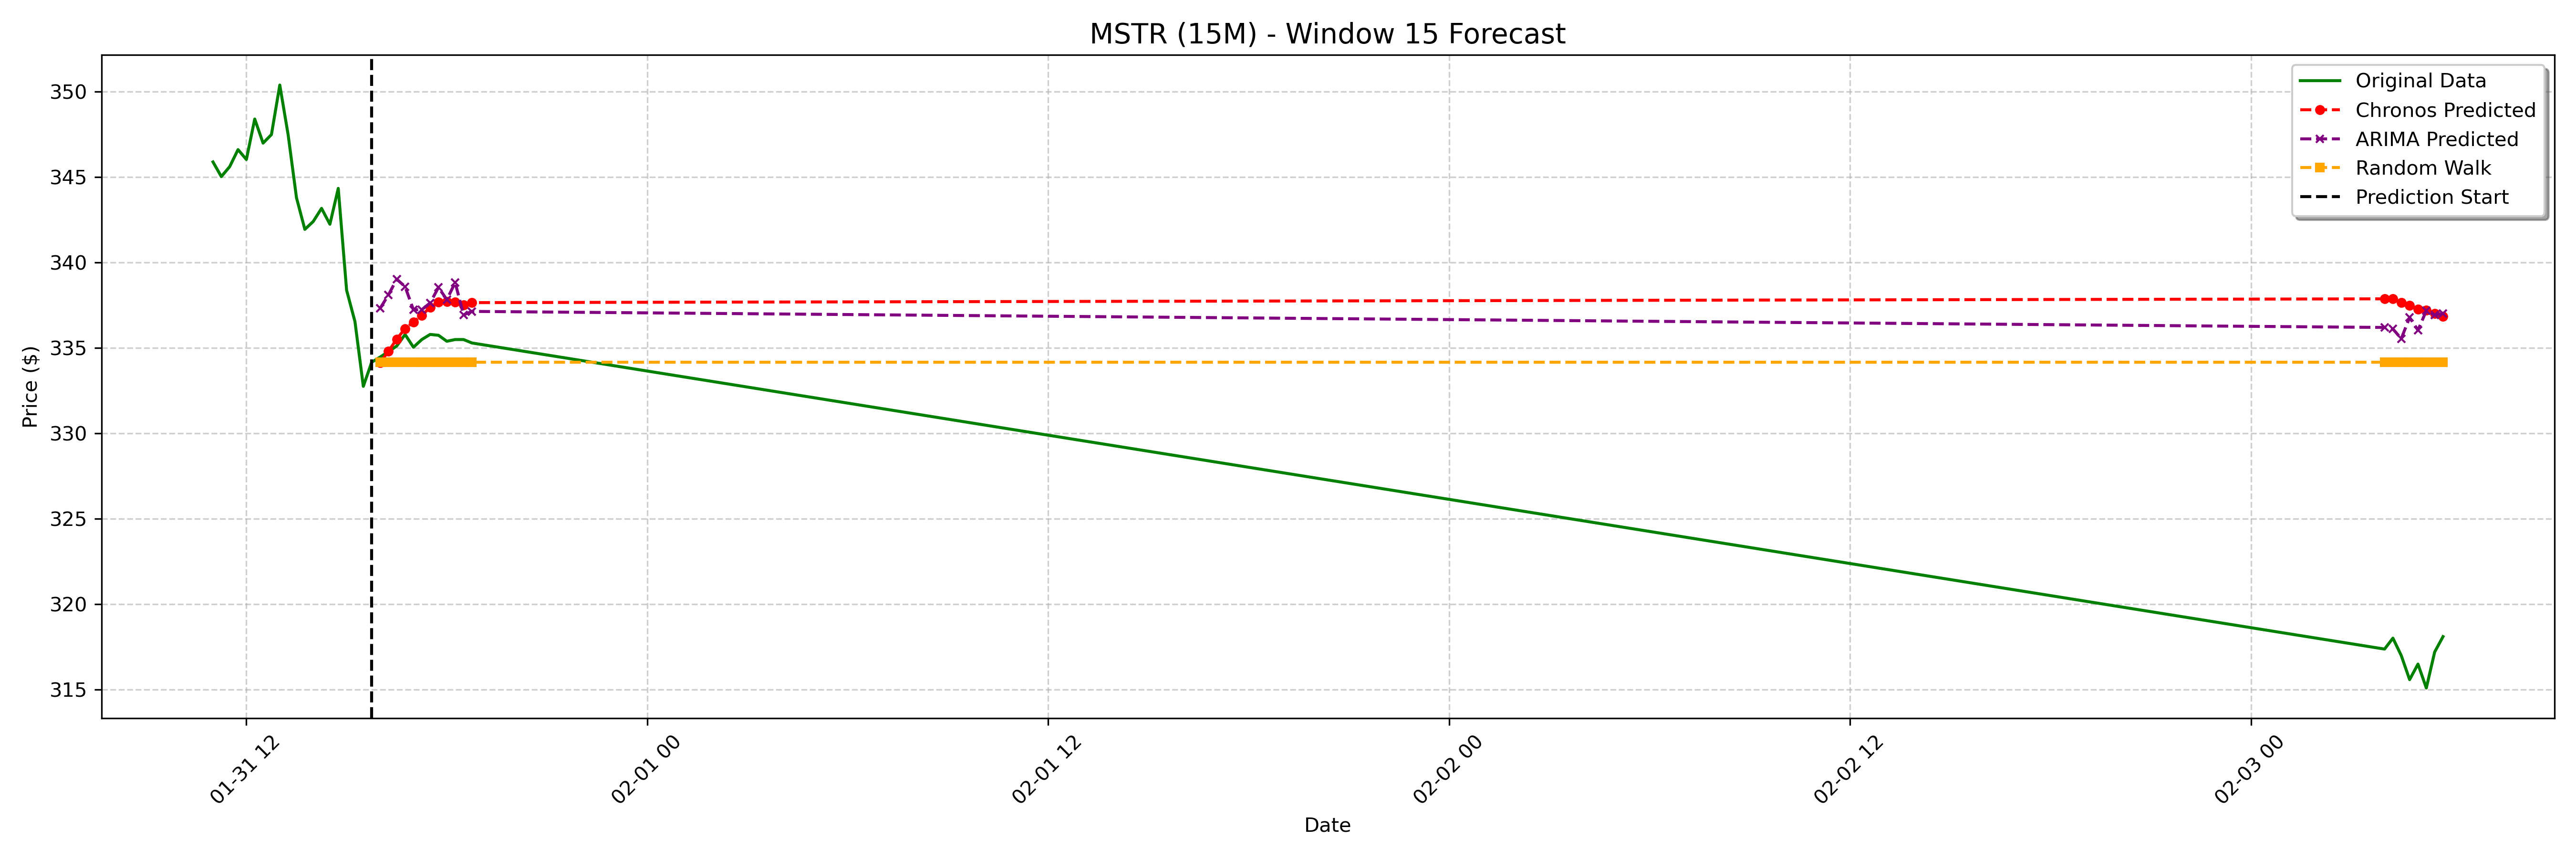 MSTR (15M) - Window 15 Forecast
Original Data
Chronos Predicted
ARIMA Predicted
Random Walk
Prediction Start
Price ($)
350
345
340
335
330
325
320
315
01-31 12
02-01 00
02-01 12
02-02 00
02-02 12
02-03 00
Date